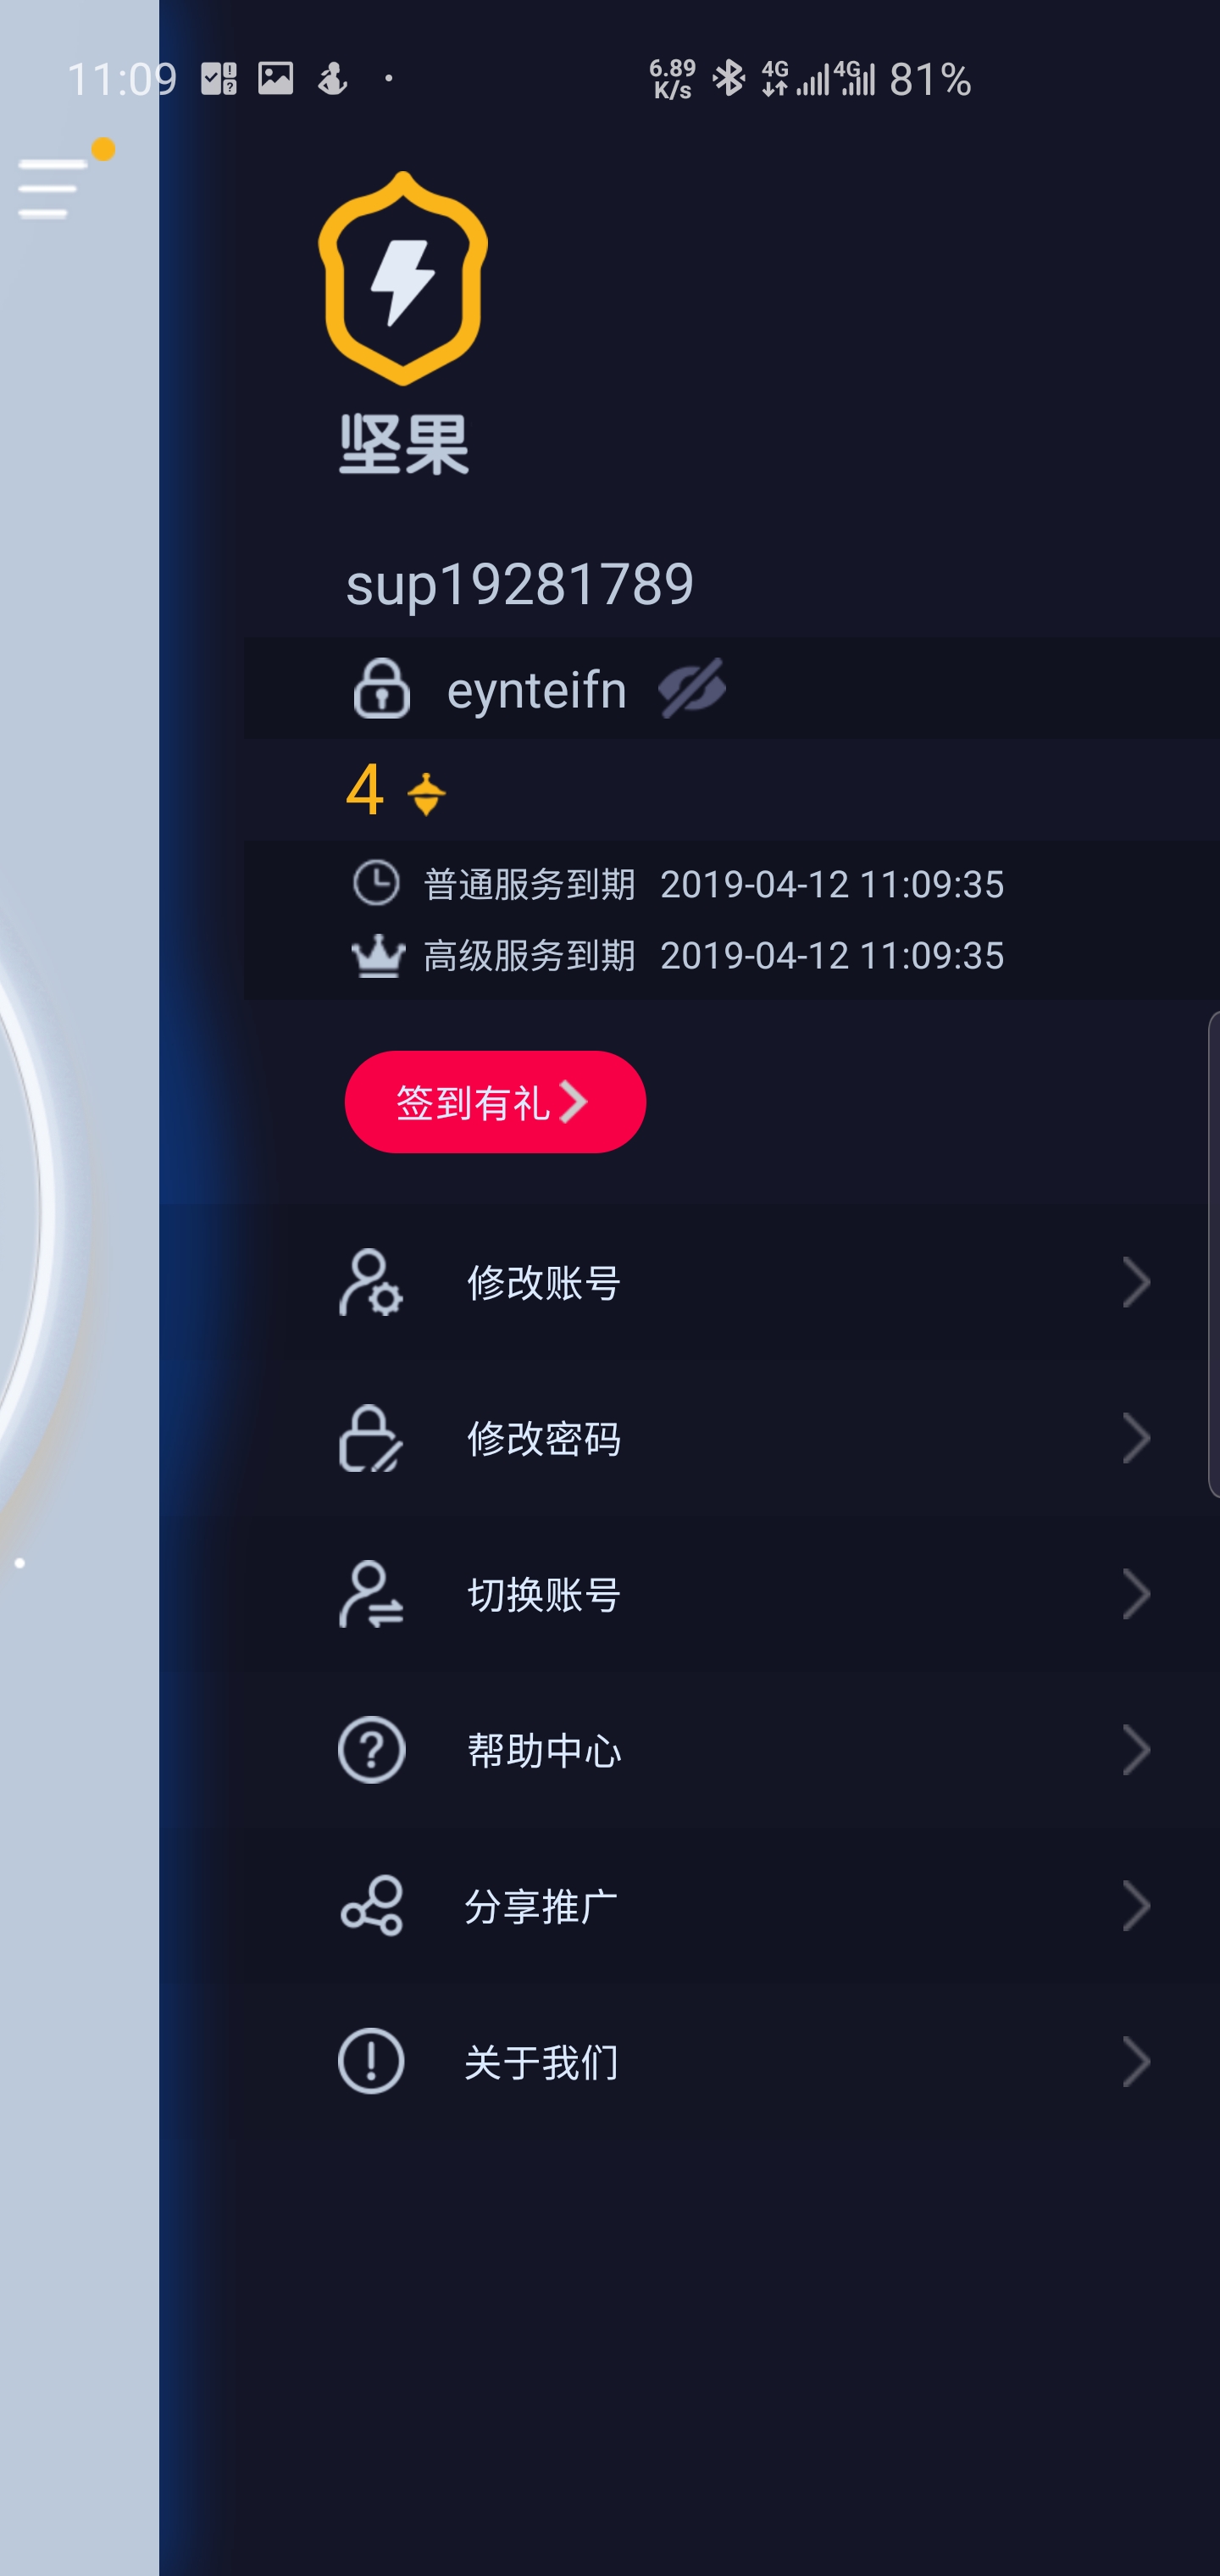 11:09 6.89 K/s 4G 4G 81%
坚果
sup19281789
eynteifn
4
普通服务到期 2019-04-12 11:09:35
高级服务到期 2019-04-12 11:09:35
签到有礼
修改账号
修改密码
切换账号
帮助中心
分享推广
关于我们